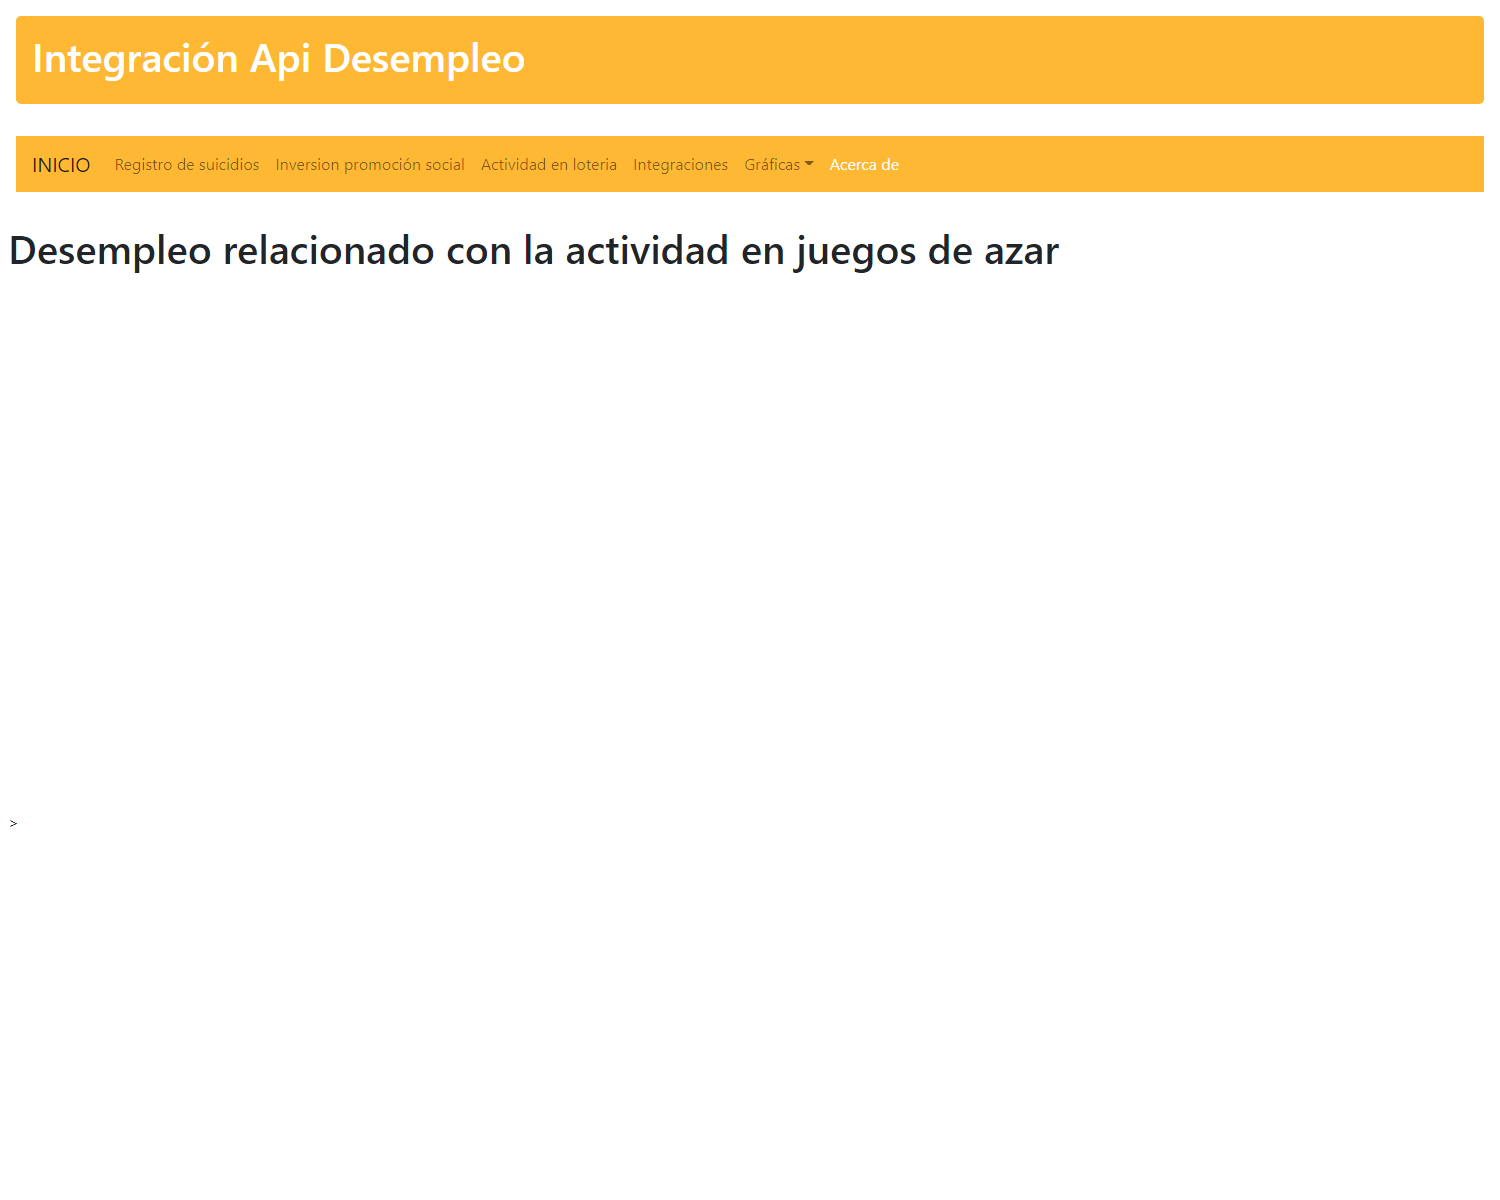 Integración Api Desempleo
INICIO Registro de suicidios Inversion promoción social Actividad en loteria Integraciones Gráficas Acerca de
Desempleo relacionado con la actividad en juegos de azar
>